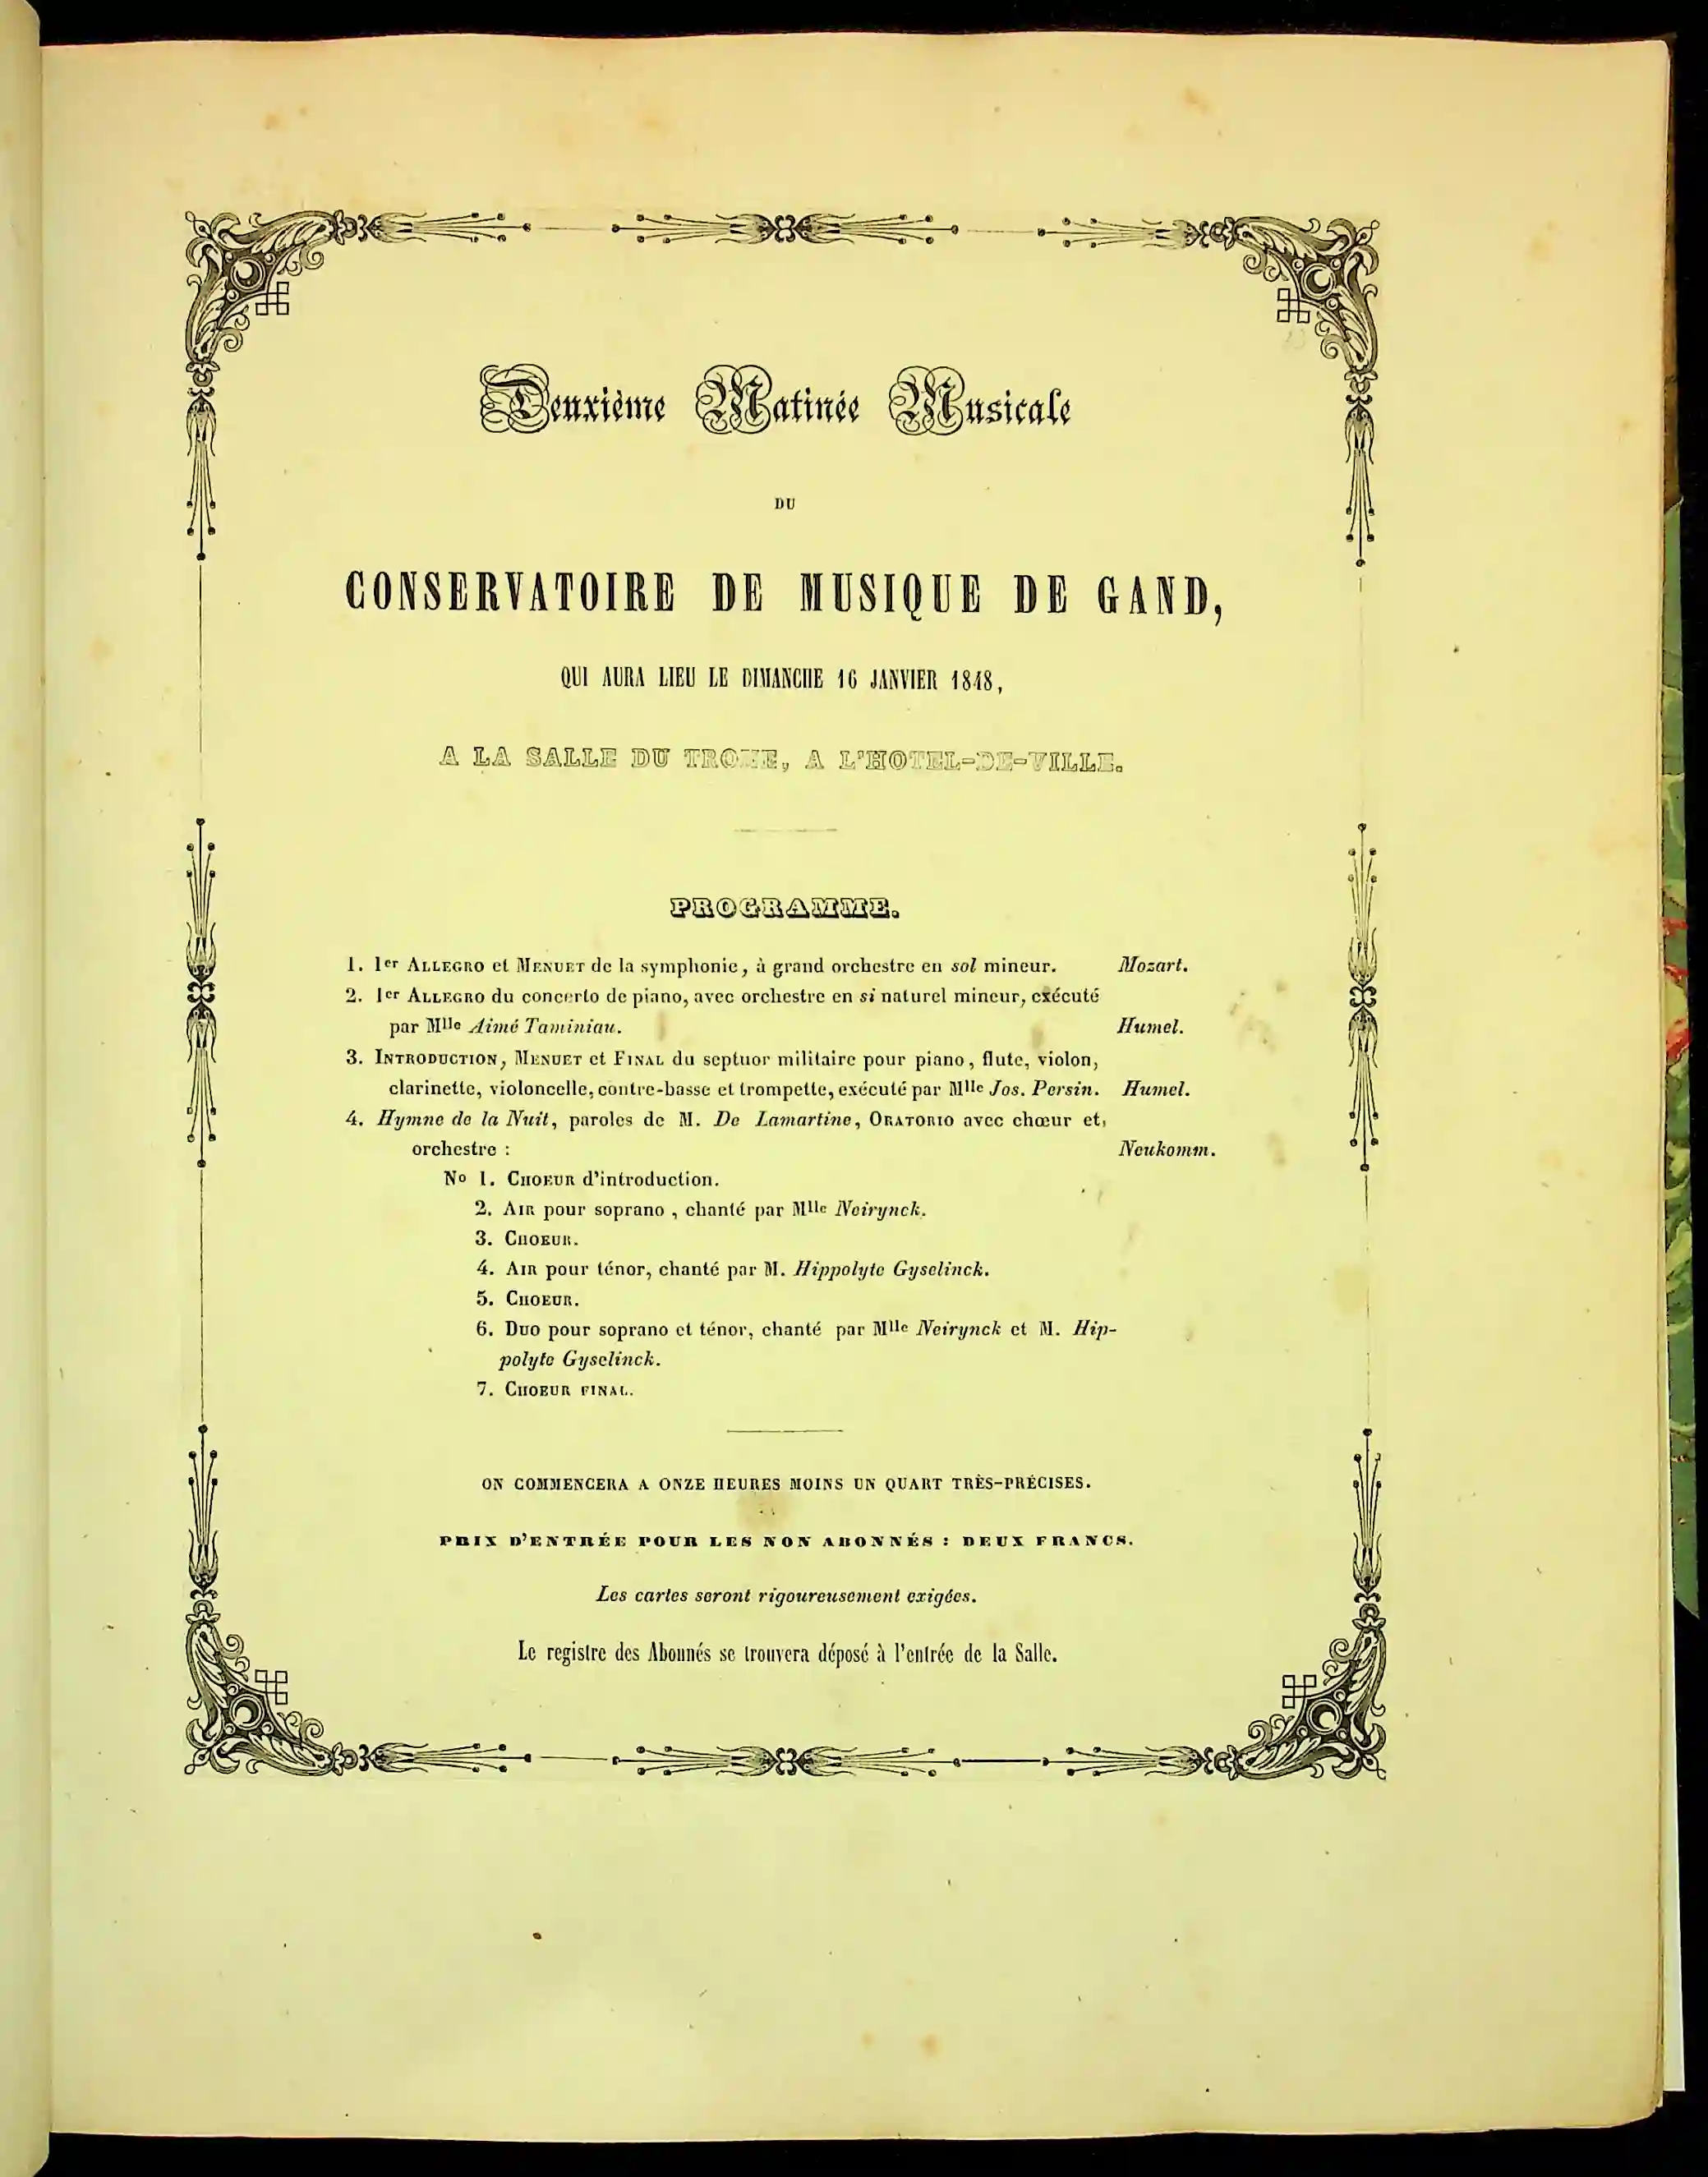 Deuxième Matinée Musicale
DU
CONSERVATOIRE DE MUSIQUE DE GAND,
QUI AURA LIEU LE DIMANCHE 16 JANVIER 1848,
A LA SALLE DU TRONE, A L'HOTEL-DE-VILLE.
PROGRAMME.
1. 1er ALLEGRO et MENUET de la symphonie, à grand orchestre en sol mineur. Mozart.
2. 1er ALLEGRO du concerto de piano, avec orchestre en si naturel mineur, exécuté
par Mlle Aimé Taminiau. Humel.
3. INTRODUCTION, MENUET et FINAL du septuor militaire pour piano, flute, violon,
clarinette, violoncelle, contre-basse et trompette, exécuté par Mlle Jos. Persin. Humel.
4. Hymne de la Nuit, paroles de M. De Lamartine, ORATORIO avec chœur et,
orchestre : Neukomm.
No 1. CHOEUR d'introduction.
2. AIR pour soprano , chanté par Mlle Neirynck.
3. CHOEUR.
4. AIR pour ténor, chanté par M. Hippolyte Gyselinck.
5. CHOEUR.
6. DUO pour soprano et ténor, chanté par Mlle Neirynck et M. Hip-
polyte Gyselinck.
7. CHOEUR FINAL.
ON COMMENCERA A ONZE HEURES MOINS UN QUART TRÈS-PRÉCISES.
PRIX D'ENTRÉE POUR LES NON ABONNÉS : DEUX FRANCS.
Les cartes seront rigoureusement exigées.
Le registre des Abonnés se trouvera déposé à l'entrée de la Salle.